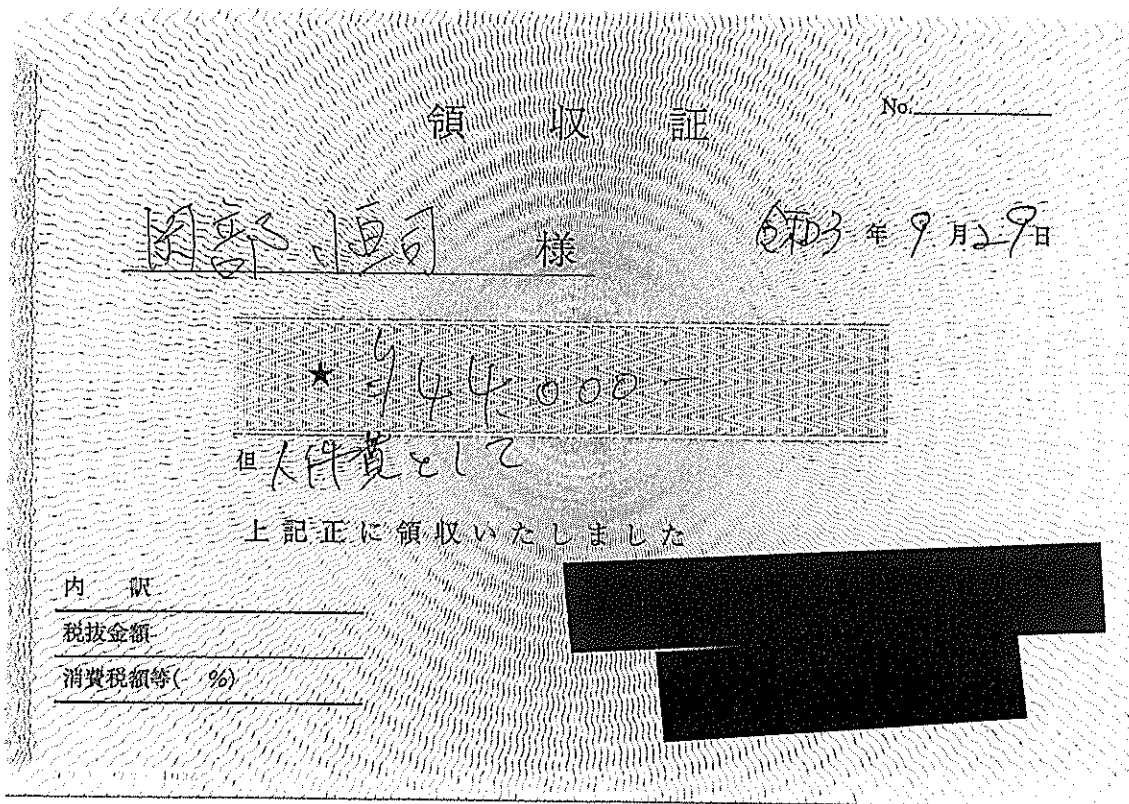 領収証
No.
岡部 恒司 様
令和3年9月29日
★ ¥44,000-
但 人件費として
上記正に領収いたしました
内 訳
税抜金額
消費税額等( %)